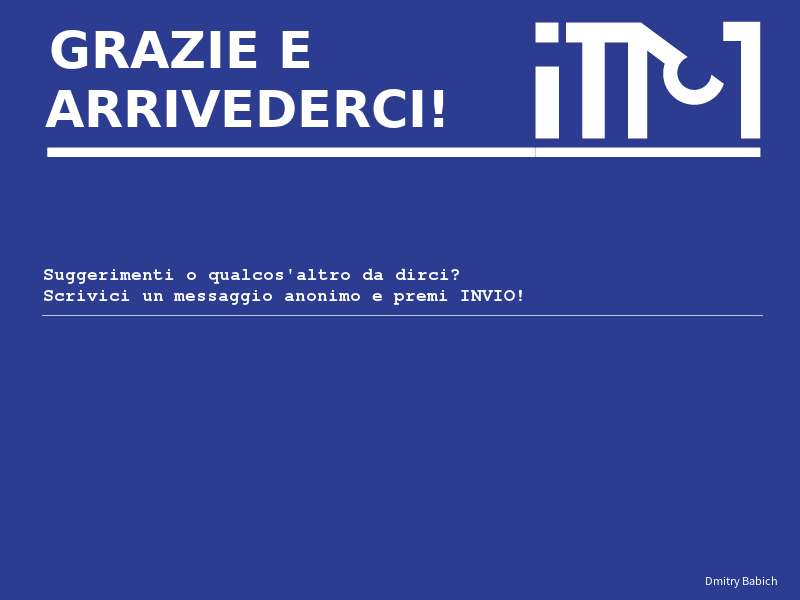 GRAZIE E
ARRIVEDERCI!
Suggerimenti o qualcos'altro da dirci?
Scrivici un messaggio anonimo e premi INVIO!
Dmitry Babich